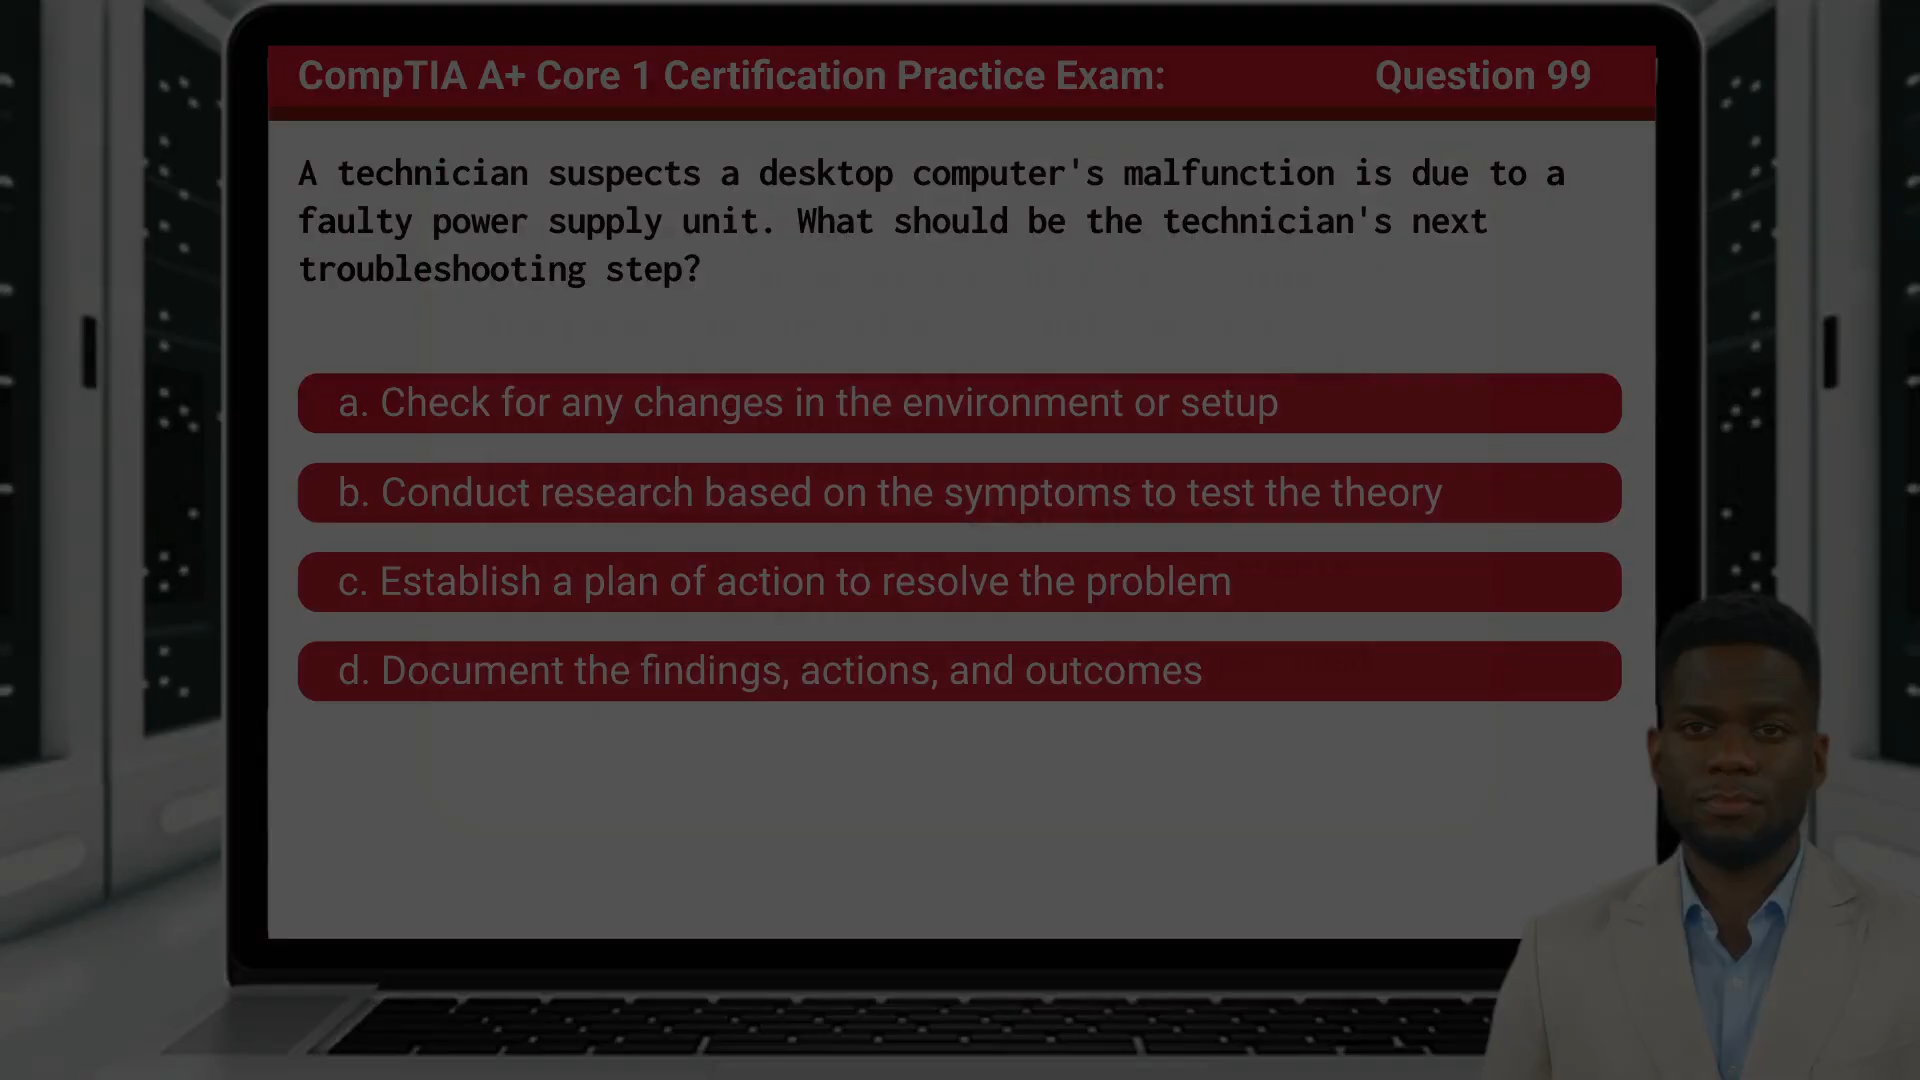 CompTIA A+ Core 1 Certification Practice Exam: Question 99
A technician suspects a desktop computer's malfunction is due to a
faulty power supply unit. What should be the technician's next
troubleshooting step?
a. Check for any changes in the environment or setup
b. Conduct research based on the symptoms to test the theory
c. Establish a plan of action to resolve the problem
d. Document the findings, actions, and outcomes